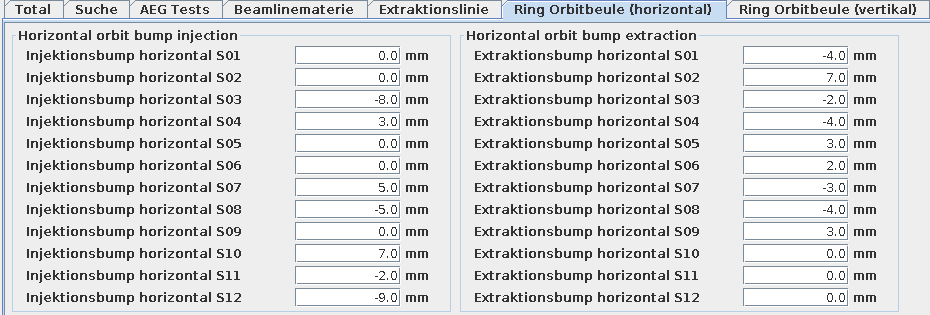 Total Suche AEG Tests Beamlinematerie Extraktionslinie Ring Orbitbeule (horizontal) Ring Orbitbeule (vertikal)
Horizontal orbit bump injection
Injektionsbump horizontal S01 0.0 mm
Injektionsbump horizontal S02 0.0 mm
Injektionsbump horizontal S03 -8.0 mm
Injektionsbump horizontal S04 3.0 mm
Injektionsbump horizontal S05 0.0 mm
Injektionsbump horizontal S06 0.0 mm
Injektionsbump horizontal S07 5.0 mm
Injektionsbump horizontal S08 -5.0 mm
Injektionsbump horizontal S09 0.0 mm
Injektionsbump horizontal S10 7.0 mm
Injektionsbump horizontal S11 -2.0 mm
Injektionsbump horizontal S12 -9.0 mm
Horizontal orbit bump extraction
Extraktionsbump horizontal S01 -4.0 mm
Extraktionsbump horizontal S02 7.0 mm
Extraktionsbump horizontal S03 -2.0 mm
Extraktionsbump horizontal S04 -4.0 mm
Extraktionsbump horizontal S05 3.0 mm
Extraktionsbump horizontal S06 2.0 mm
Extraktionsbump horizontal S07 -3.0 mm
Extraktionsbump horizontal S08 -4.0 mm
Extraktionsbump horizontal S09 3.0 mm
Extraktionsbump horizontal S10 0.0 mm
Extraktionsbump horizontal S11 0.0 mm
Extraktionsbump horizontal S12 0.0 mm